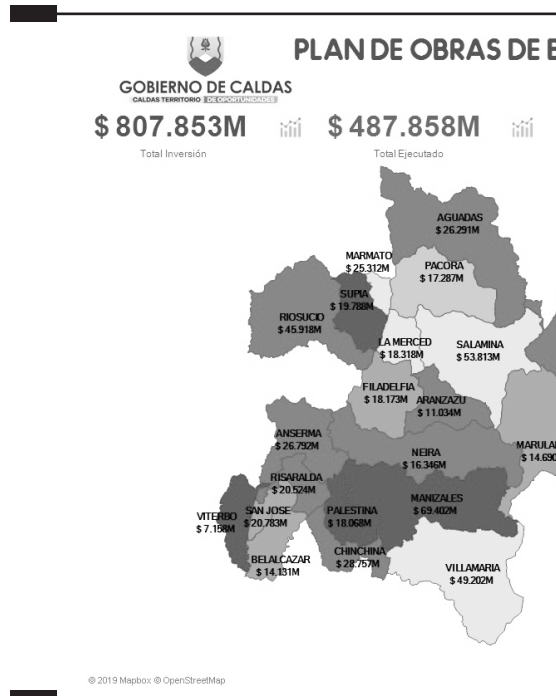 PLAN DE OBRAS DE E
GOBIERNO DE CALDAS
CALDAS TERRITORIO DE OPORTUNIDADES
$ 807.853M
$ 487.858M
Total Inversión
Total Ejecutado
AGUADAS
$ 26.291M
MARMATO
$ 25.312M
PACORA
$ 17.287M
SUPIA
$ 19.788M
RIOSUCIO
$ 45.918M
LA MERCED
$ 18.318M
SALAMINA
$ 53.813M
FILADELFIA
$ 18.173M
ARANZAZU
$ 11.034M
ANSERMA
$ 26.792M
NEIRA
$ 16.346M
MARULAN
$ 14.690
RISARALDA
$ 20.524M
VITERBO
$ 7.158M
SAN JOSE
$ 20.783M
PALESTINA
$ 18.068M
MANIZALES
$ 69.402M
BELALCAZAR
$ 14.131M
CHINCHINA
$ 28.757M
VILLAMARIA
$ 49.202M
© 2019 Mapbox © OpenStreetMap